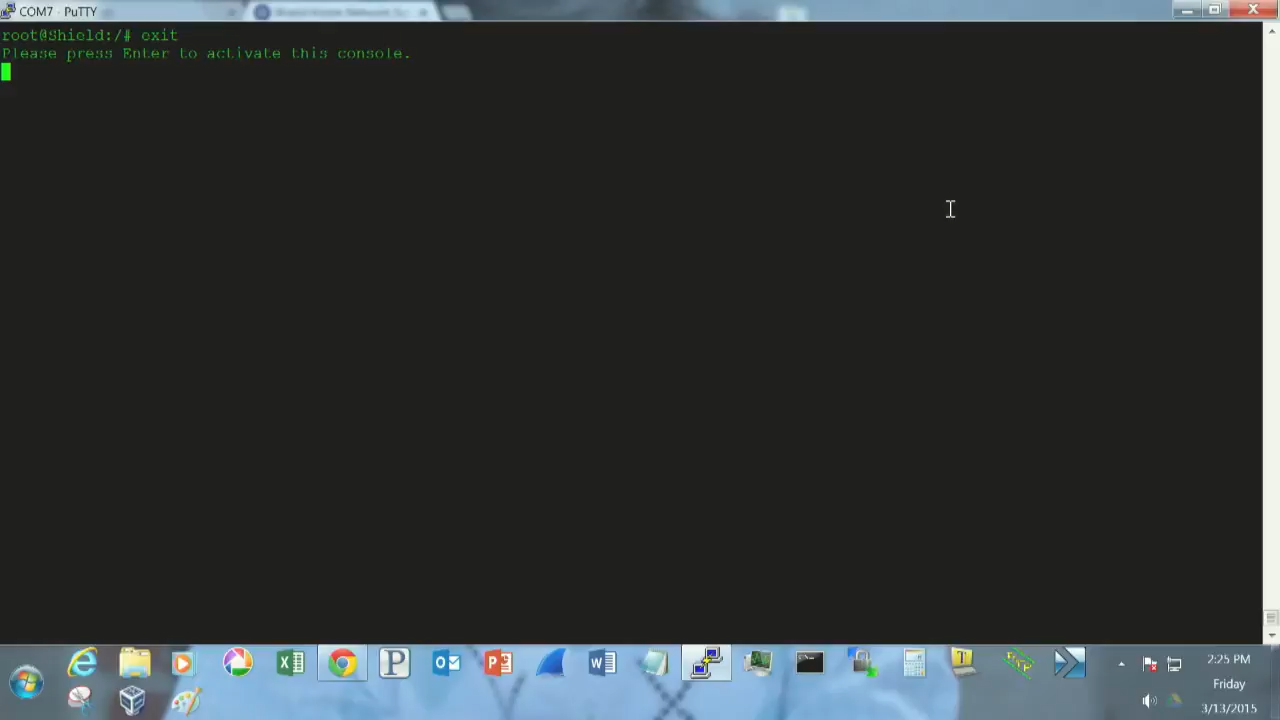 COM7 - PuTTY
root@Shield:/# exit
Please press Enter to activate this console.
2:25 PM
Friday
3/13/2015